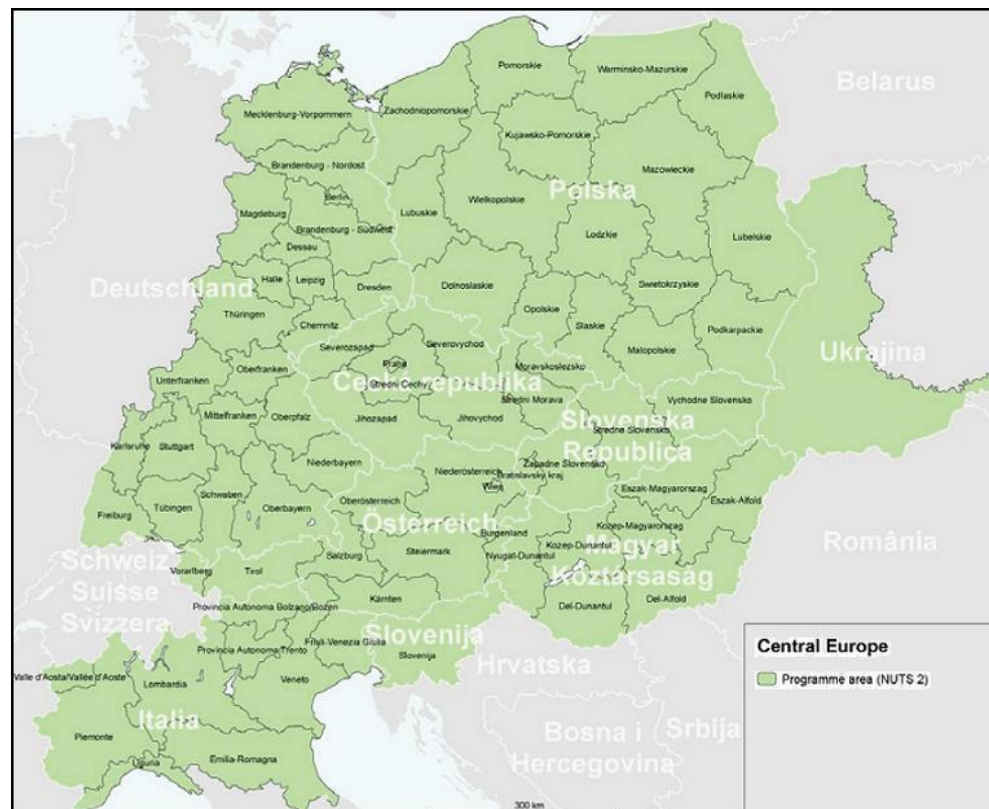 Pomorskie
Warminsko-Mazurskie
Belarus
Podlaskie
Mecklenburg-Vorpommern
Zachodniopomorskie
Kujawsko-Pomorskie
Brandenburg - Nordost
Mazowieckie
Polska
Berlin
Wielkopolskie
Lubuskie
Magdeburg
Brandenburg - Südwest
Lodzkie
Lubelskie
Dessau
Deutschland
Halle
Leipzig
Dresden
Dolnoslaskie
Swietokrzyskie
Thüringen
Opolskie
Slaskie
Chemnitz
Podkarpackie
Severozapad
Severovychod
Malopolskie
Ukrajina
Praha
Oberfranken
Moravskoslezsko
Unterfranken
Stredni Cechy
Ceská republika
Stredni Morava
Vychodne Slovensko
Mittelfranken
Oberpfalz
Jihozapad
Jihovychod
Slovenska
Republica
Stredne Slovensko
Karlsruhe
Stuttgart
Niederbayern
Niederösterreich
Zapadne Slovensko
Bratislavský kraj
Wien
Eszak-Magyarorszag
Schwaben
Oberösterreich
Eszak-Alfold
Freiburg
Tübingen
Oberbayern
Österreich
Kozep-Magyarorszag
Burgenland
Salzburg
Steiermark
Nyugat-Dunantul
Kozep-Dunantul
Magyar
Köztársaság
România
Schweiz
Suisse
Svizzera
Vorarlberg
Tirol
Kärnten
Del-Dunantul
Del-Alfold
Provincia Autonoma Bolzano/Bozen
Provincia Autonoma Trento
Friuli-Venezia Giulia
Slovenija
Slovenija
Hrvatska
Valle d'Aosta/Vallée d'Aoste
Lombardia
Veneto
Italia
Piemonte
Liguria
Emilia-Romagna
Bosna i
Hercegovina
Srbija
Central Europe
Programme area (NUTS 2)
300 km